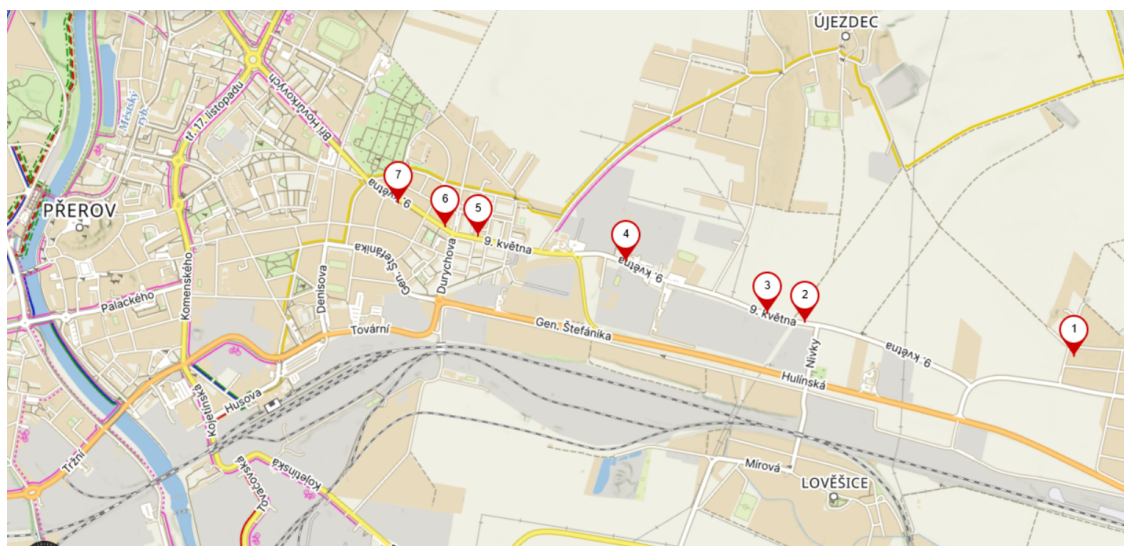 ÚJEZDEC
Městský
ryb.
tř. 17. listopadu
Bří Hovůrkových
7
9. května
6
5
9. května
4
9. května
3
2
9. května
9. května
1
PŘEROV
Palackého
Komenského
Denisova
Gen. Štefánika
Durychova
Tovární
Gen. Štefánika
Nivky
Hulínská
Husova
Kojetínská
Tržní
Tovačovská
Kojetínská
Mírová
LOVĚŠICE